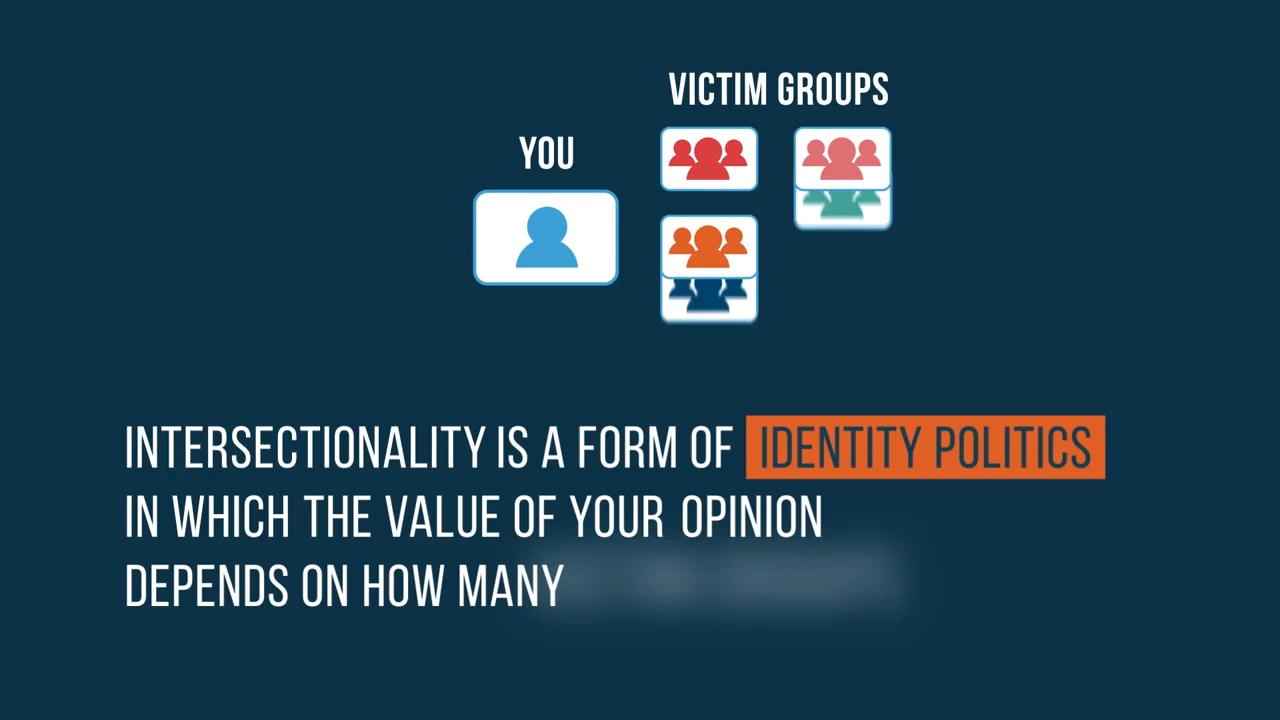 VICTIM GROUPS
YOU
INTERSECTIONALITY IS A FORM OF IDENTITY POLITICS
IN WHICH THE VALUE OF YOUR OPINION
DEPENDS ON HOW MANY